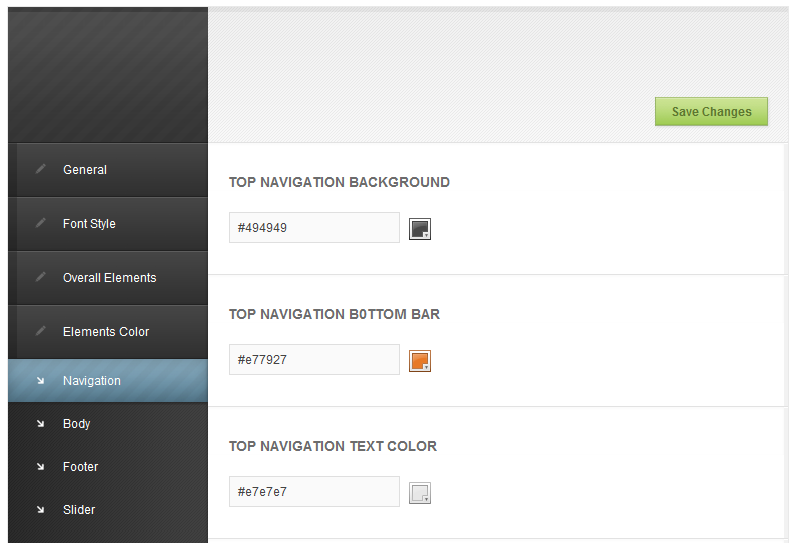 Save Changes
General
Font Style
Overall Elements
Elements Color
Navigation
Body
Footer
Slider
TOP NAVIGATION BACKGROUND
#494949
TOP NAVIGATION B0TTOM BAR
#e77927
TOP NAVIGATION TEXT COLOR
#e7e7e7